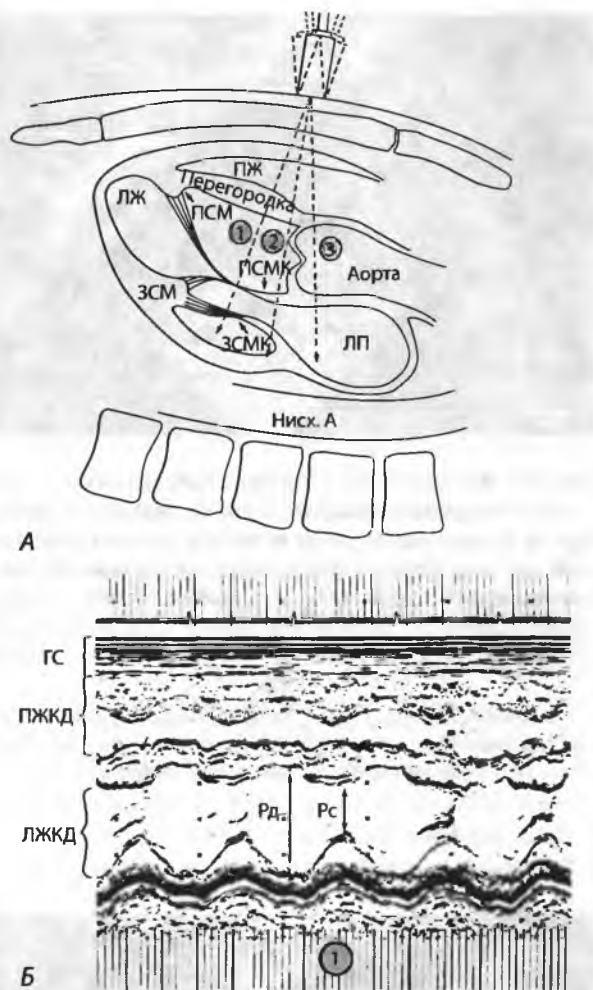 ПЖ
Перегородка
ЛЖ
ПСМ
1
2
3
ПСМК
Аорта
ЗСМ
ЗСМК
ЛП
Нисх. А
А
ГС
ПЖКД
ЛЖКД
Рд
Рс
1
Б